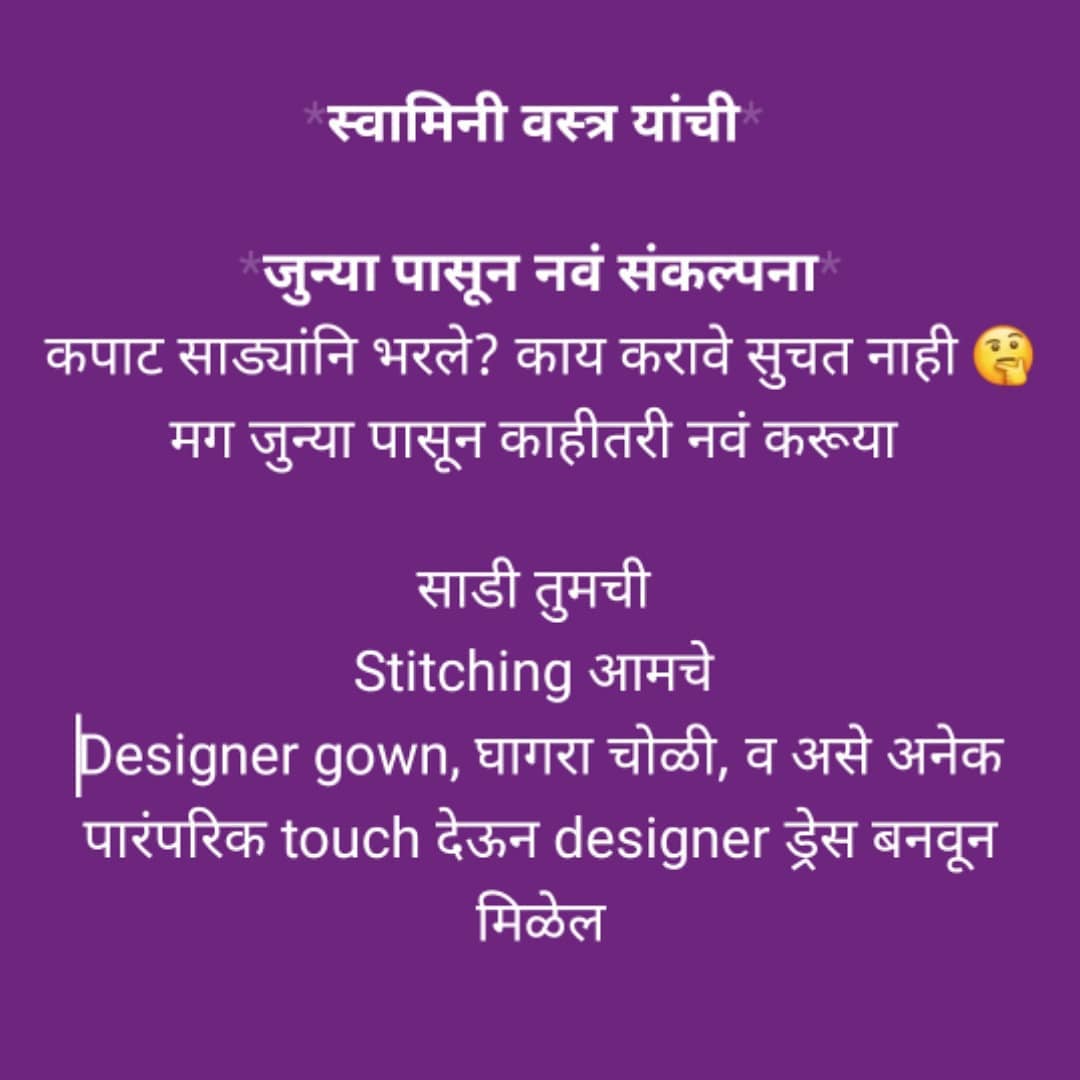 *स्वामिनी वस्त्र यांची*
*जुन्या पासून नवं संकल्पना*
कपाट साड्यांनि भरले? काय करावे सुचत नाही 🤔
मग जुन्या पासून काहीतरी नवं करूया
साडी तुमची
Stitching आमचे
Designer gown, घागरा चोळी, व असे अनेक
पारंपरिक touch देऊन designer ड्रेस बनवून
मिळेल